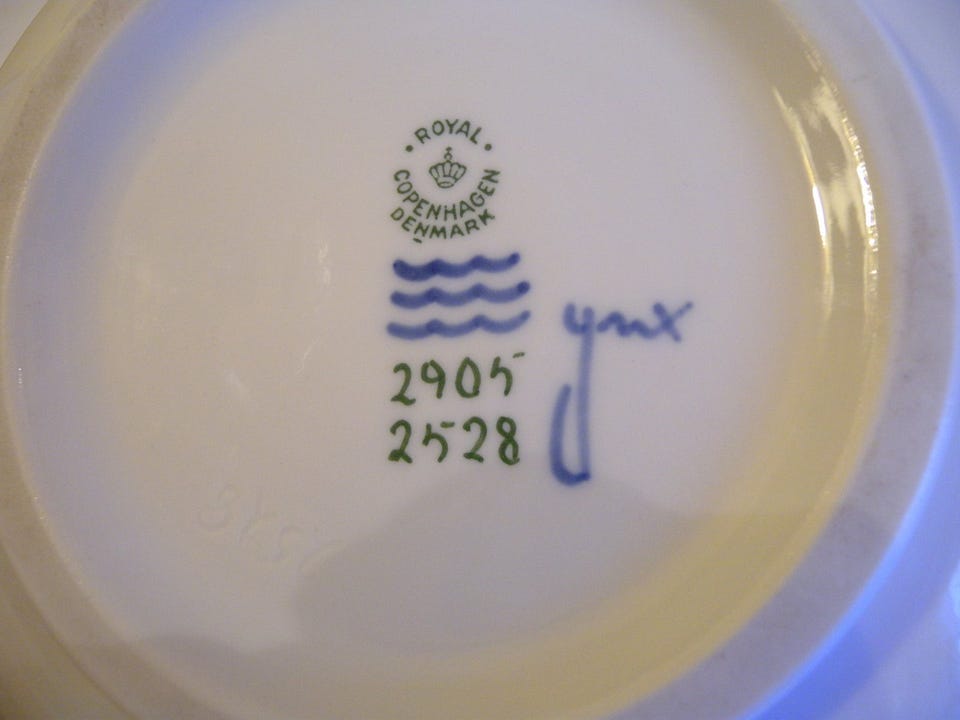 • ROYAL •
COPENHAGEN
DENMARK
2905
2528